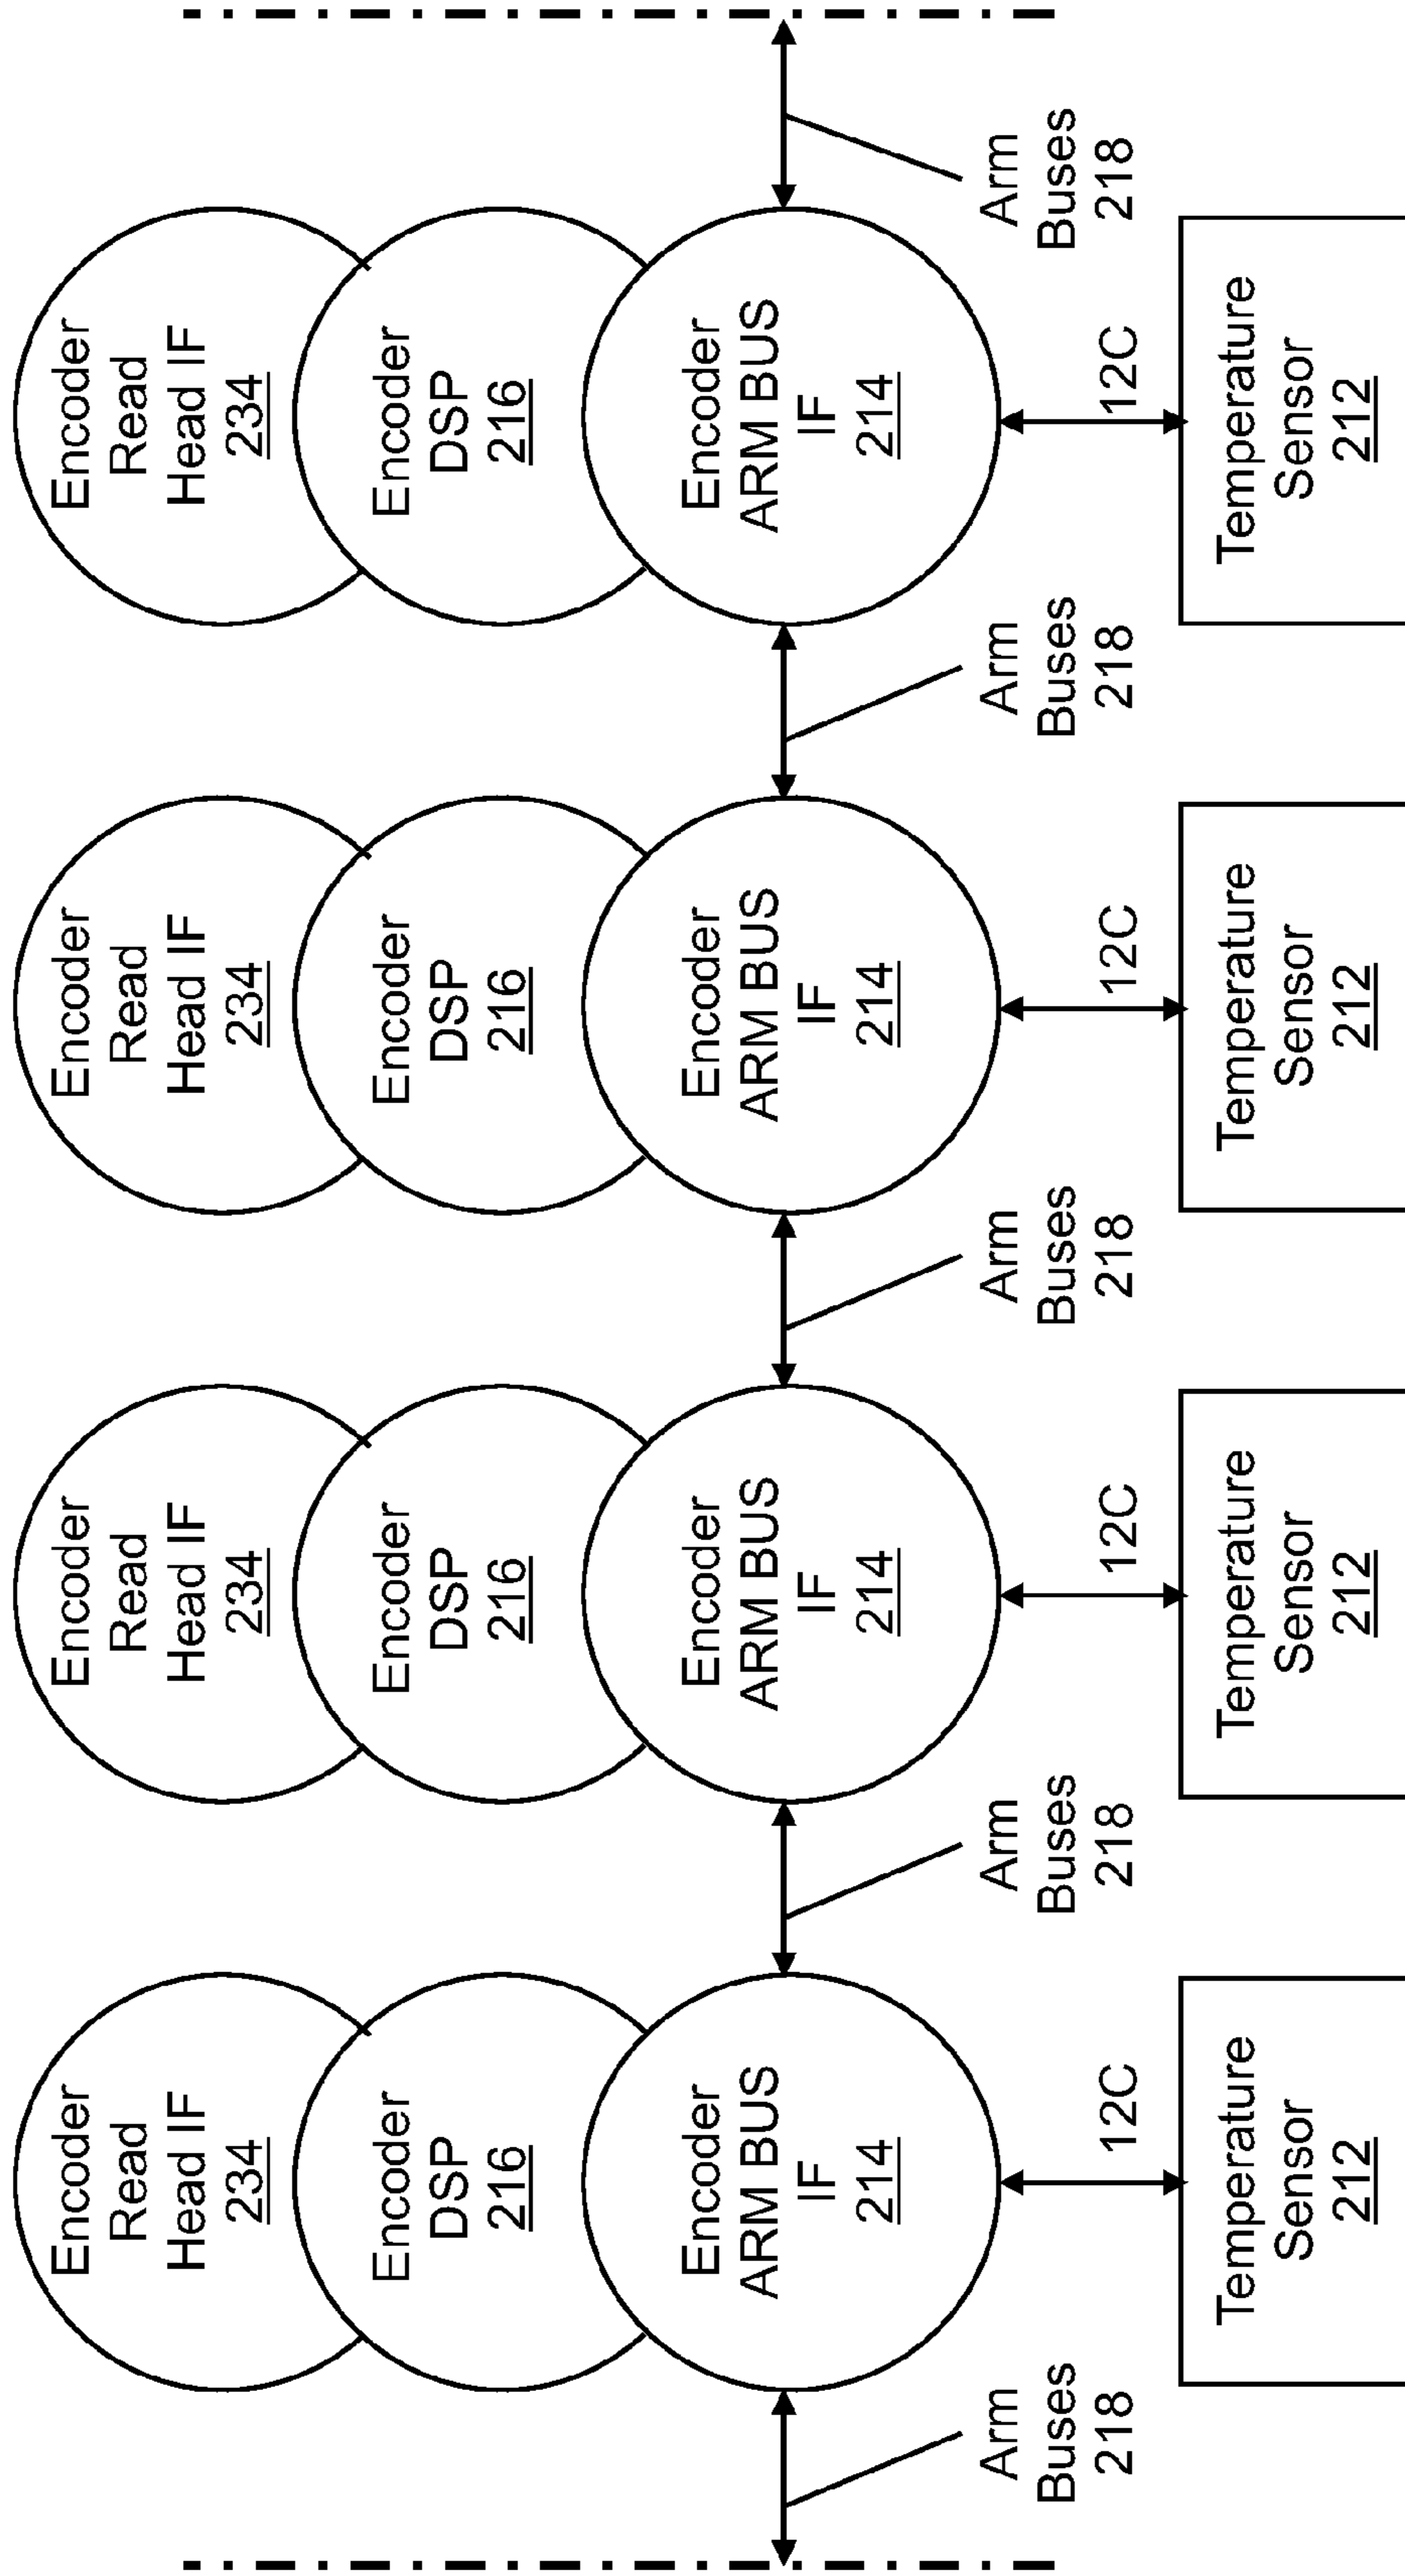 Encoder
Read
Head IF
234
Encoder
Read
Head IF
234
Encoder
Read
Head IF
234
Encoder
Read
Head IF
234
Encoder
DSP
216
Encoder
DSP
216
Encoder
DSP
216
Encoder
DSP
216
Encoder
ARM BUS
IF
214
Encoder
ARM BUS
IF
214
Encoder
ARM BUS
IF
214
Encoder
ARM BUS
IF
214
Arm
Buses
218
Arm
Buses
218
Arm
Buses
218
Arm
Buses
218
Arm
Buses
218
12C
12C
12C
12C
Temperature
Sensor
212
Temperature
Sensor
212
Temperature
Sensor
212
Temperature
Sensor
212